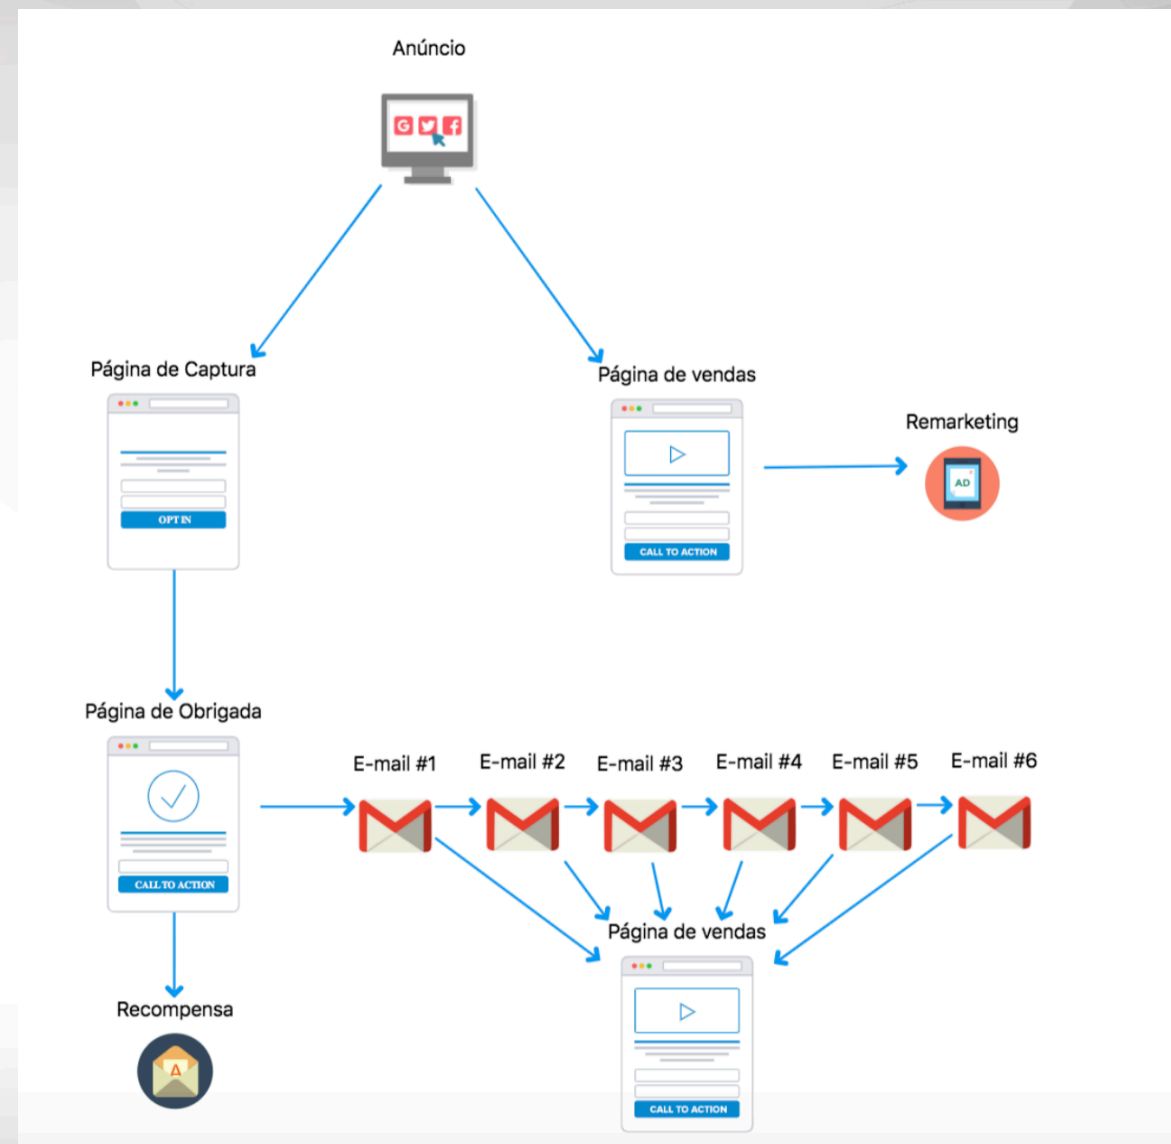 Anúncio
Página de Captura
OPT IN
Página de vendas
CALL TO ACTION
Remarketing
AD
Página de Obrigada
CALL TO ACTION
Recompensa
E-mail #1
E-mail #2
E-mail #3
E-mail #4
E-mail #5
E-mail #6
Página de vendas
CALL TO ACTION